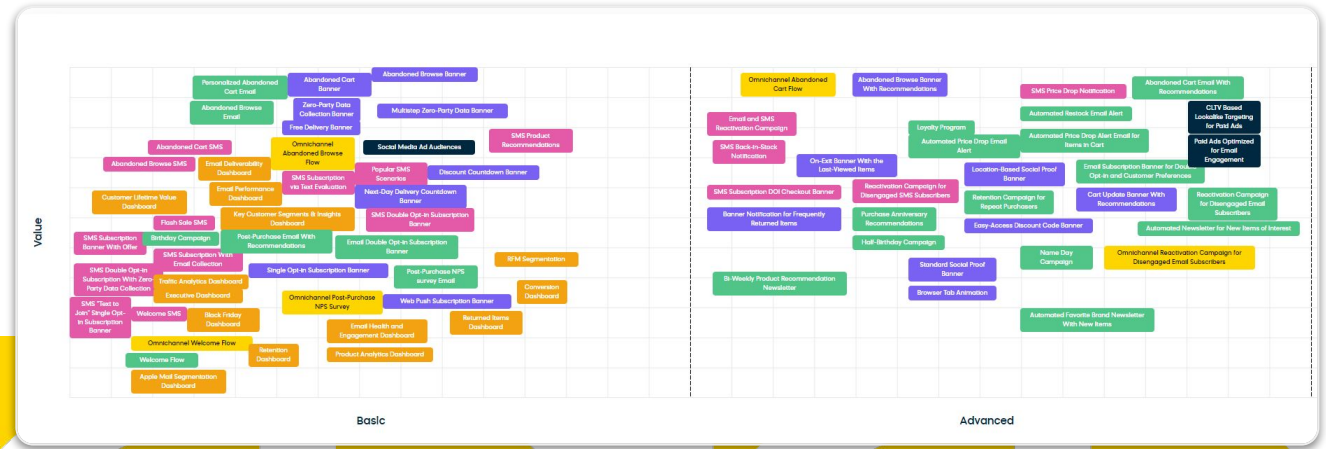 Personalized Abandoned
Cart Email
Abandoned Cart
Banner
Abandoned Browse Banner
Abandoned Browse
Email
Zero-Party Data
Collection Banner
Multistep Zero-Party Data Banner
Free Delivery Banner
SMS Product
Recommendations
Abandoned Cart SMS
Omnichannel
Abandoned Browse
Flow
Social Media Ad Audiences
Abandoned Browse SMS
Email Deliverability
Dashboard
SMS Subscription
via Text Evaluation
Popular SMS
Scenarios
Discount Countdown Banner
Customer Lifetime Value
Dashboard
Email Performance
Dashboard
Next-Day Delivery Countdown
Banner
Flash Sale SMS
Key Customer Segments & Insights
Dashboard
SMS Double Opt-in Subscription
Banner
SMS Subscription
Banner With Offer
Birthday Campaign
Post-Purchase Email With
Recommendations
Email Double Opt-in Subscription
Banner
SMS Subscription With
Email Collection
RFM Segmentation
SMS Double Opt-in
Subscription With Zero-
Party Data Collection
Single Opt-in Subscription Banner
Post-Purchase NPS
survey Email
Traffic Analytics Dashboard
Executive Dashboard
Conversion
Dashboard
SMS "Text to
Join" Single Opt-
in Subscription
Banner
Welcome SMS
Omnichannel Post-Purchase
NPS Survey
Web Push Subscription Banner
Black Friday
Dashboard
Email Health and
Engagement Dashboard
Returned Items
Dashboard
Omnichannel Welcome Flow
Welcome Flow
Retention
Dashboard
Product Analytics Dashboard
Apple Mail Segmentation
Dashboard
Omnichannel Abandoned
Cart Flow
Abandoned Browse Banner
With Recommendations
SMS Price Drop Notification
Abandoned Cart Email With
Recommendations
Email and SMS
Reactivation Campaign
Loyalty Program
Automated Restock Email Alert
CLTV Based
Lookalike Targeting
for Paid Ads
SMS Back-in-Stock
Notification
Automated Price Drop Email
Alert
Automated Price Drop Alert Email for
Items in Cart
Paid Ads Optimized
for Email
Engagement
On-Exit Banner With the
Last-Viewed Items
Location-Based Social Proof
Banner
Email Subscription Banner for Doub
Opt-in and Customer Preferences
SMS Subscription DOI Checkout Banner
Reactivation Campaign for
Disengaged SMS Subscribers
Retention Campaign for
Repeat Purchasers
Cart Update Banner With
Recommendations
Reactivation Campaign
for Disengaged Email
Subscribers
Banner Notification for Frequently
Returned Items
Purchase Anniversary
Recommendations
Easy-Access Discount Code Banner
Automated Newsletter for New Items of Interest
Half-Birthday Campaign
Name Day
Campaign
Omnichannel Reactivation Campaign for
Disengaged Email Subscribers
Bi-Weekly Product Recommendation
Newsletter
Standard Social Proof
Banner
Browser Tab Animation
Automated Favorite Brand Newsletter
With New Items
Value
Basic
Advanced